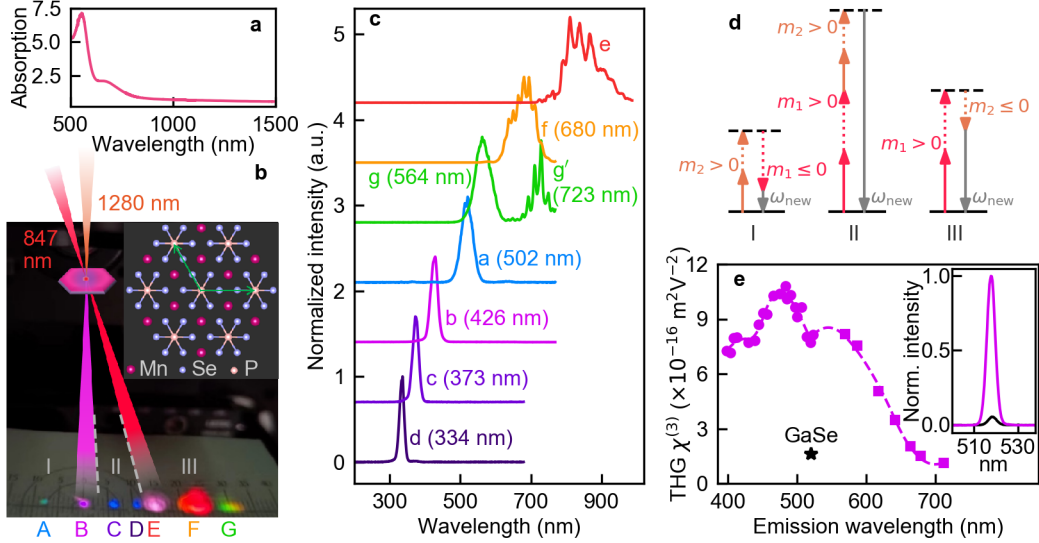 a
Absorption
7.5
5.0
2.5
500
1000
1500
Wavelength (nm)
b
1280 nm
847
nm
Mn
Se
P
I
II
III
A
B
C
D
E
F
G
c
Normalized intensity (a.u.)
5
4
3
2
1
0
e
f (680 nm)
g (564 nm)
g′
(723 nm)
a (502 nm)
b (426 nm)
c (373 nm)
d (334 nm)
300
500
700
900
Wavelength (nm)
d
m₂ > 0
m₁ ≤ 0
ω_new
I
m₂ > 0
m₁ > 0
ω_new
II
m₁ > 0
m₂ ≤ 0
ω_new
III
e
THG χ⁽³⁾ (×10⁻¹⁶ m²V⁻²)
12
9
6
3
0
GaSe
400
500
600
700
Emission wavelength (nm)
Norm. intensity
1.0
0.5
0.0
510
530
nm